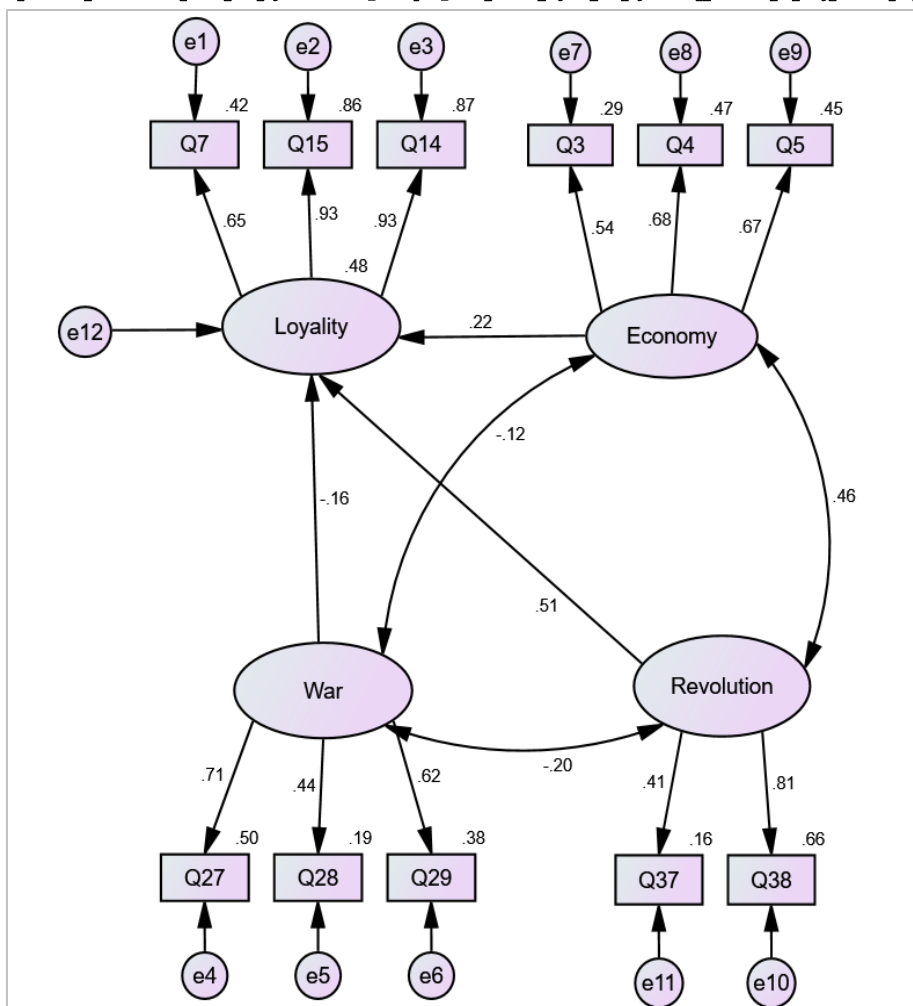 e1 e2 e3 e7 e8 e9
.42 .86 .87 .29 .47 .45
Q7 Q15 Q14 Q3 Q4 Q5
.65 .93 .93 .54 .68 .67
.48
e12 Loyality .22 Economy
-.12
-.16 .46
.51
War Revolution
-.20
.71 .44 .62 .41 .81
.50 .19 .38 .16 .66
Q27 Q28 Q29 Q37 Q38
e4 e5 e6 e11 e10